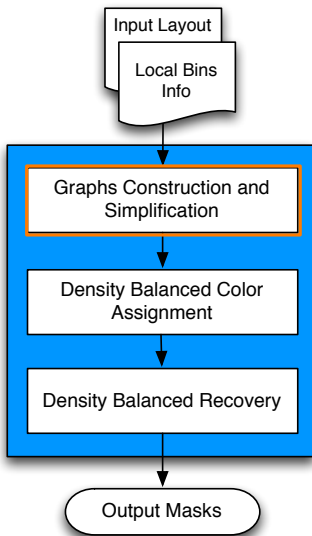 Input Layout
Local Bins
Info
Graphs Construction and
Simplification
Density Balanced Color
Assignment
Density Balanced Recovery
Output Masks